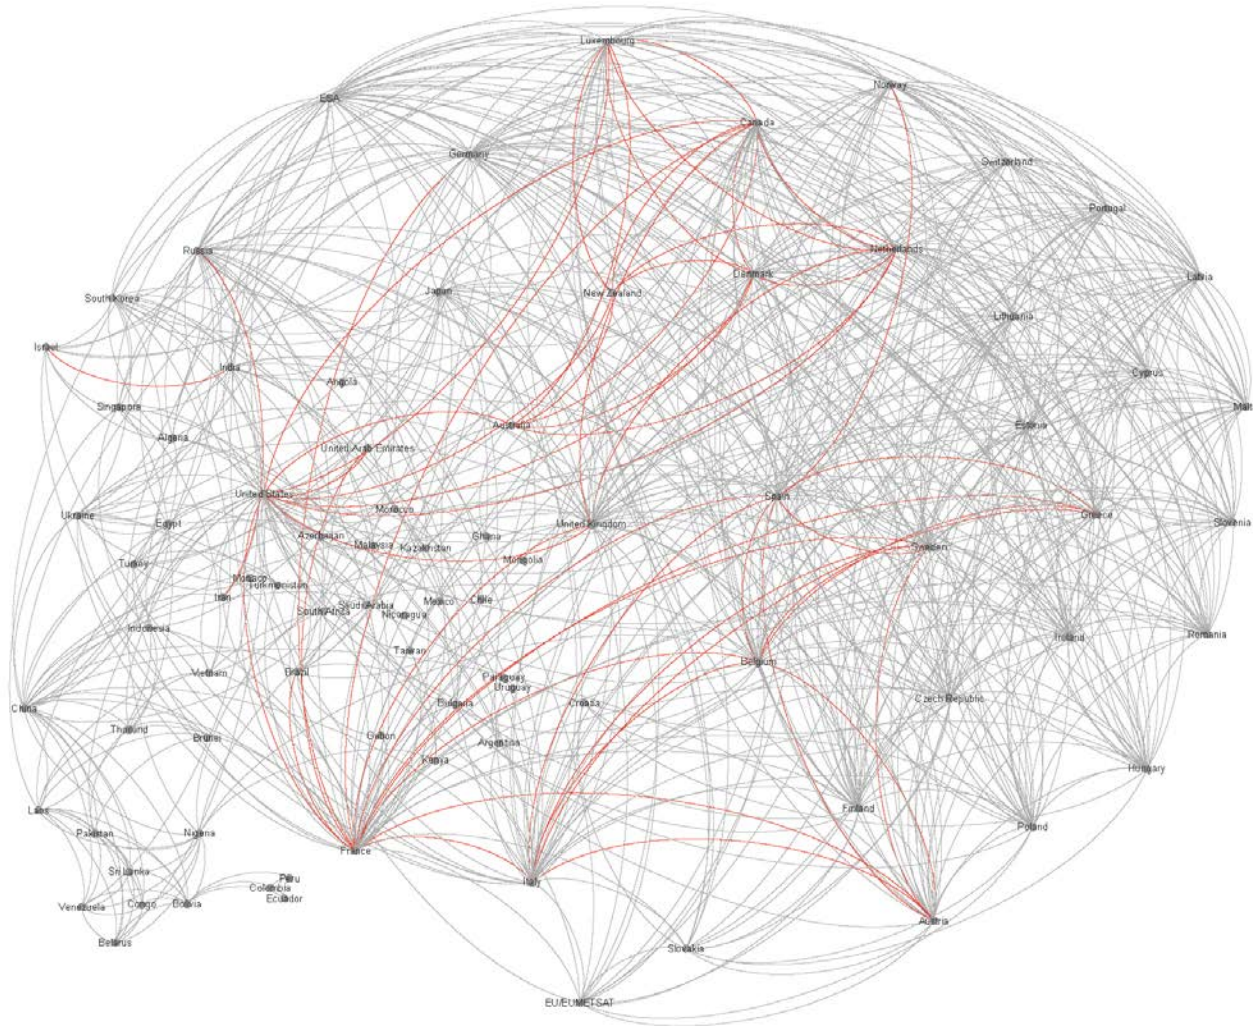 Luxembourg
Norway
ESA
Canada
Germany
Switzerland
Portugal
Netherlands
Russia
Denmark
Latvia
Japan
New Zealand
South Korea
Lithuania
Israel
India
Cyprus
Angola
Malt
Singapore
Australia
Estonia
Algeria
United Arab Emirates
United States
Spain
Morocco
Greece
Ukraine
Egypt
United Kingdom
Slovenia
Azerbaijan
Ghana
Malaysia
Kazakhstan
Sweden
Mongolia
Turkey
Monaco
Turkmenistan
Iran
South Africa
Saudi Arabia
Mexico
Chile
Nicaragua
Indonesia
Ireland
Romania
Taiwan
Belgium
Vietnam
Brazil
Paraguay
Uruguay
Bulgaria
Croatia
Czech Republic
China
Thailand
Brunei
Gabon
Argentina
Kenya
Hungary
Laos
Finland
Poland
Pakistan
Nigeria
France
Sri Lanka
Peru
Italy
Colombia
Ecuador
Venezuela
Congo
Bolivia
Austria
Belarus
Slovakia
EU/EUMETSAT